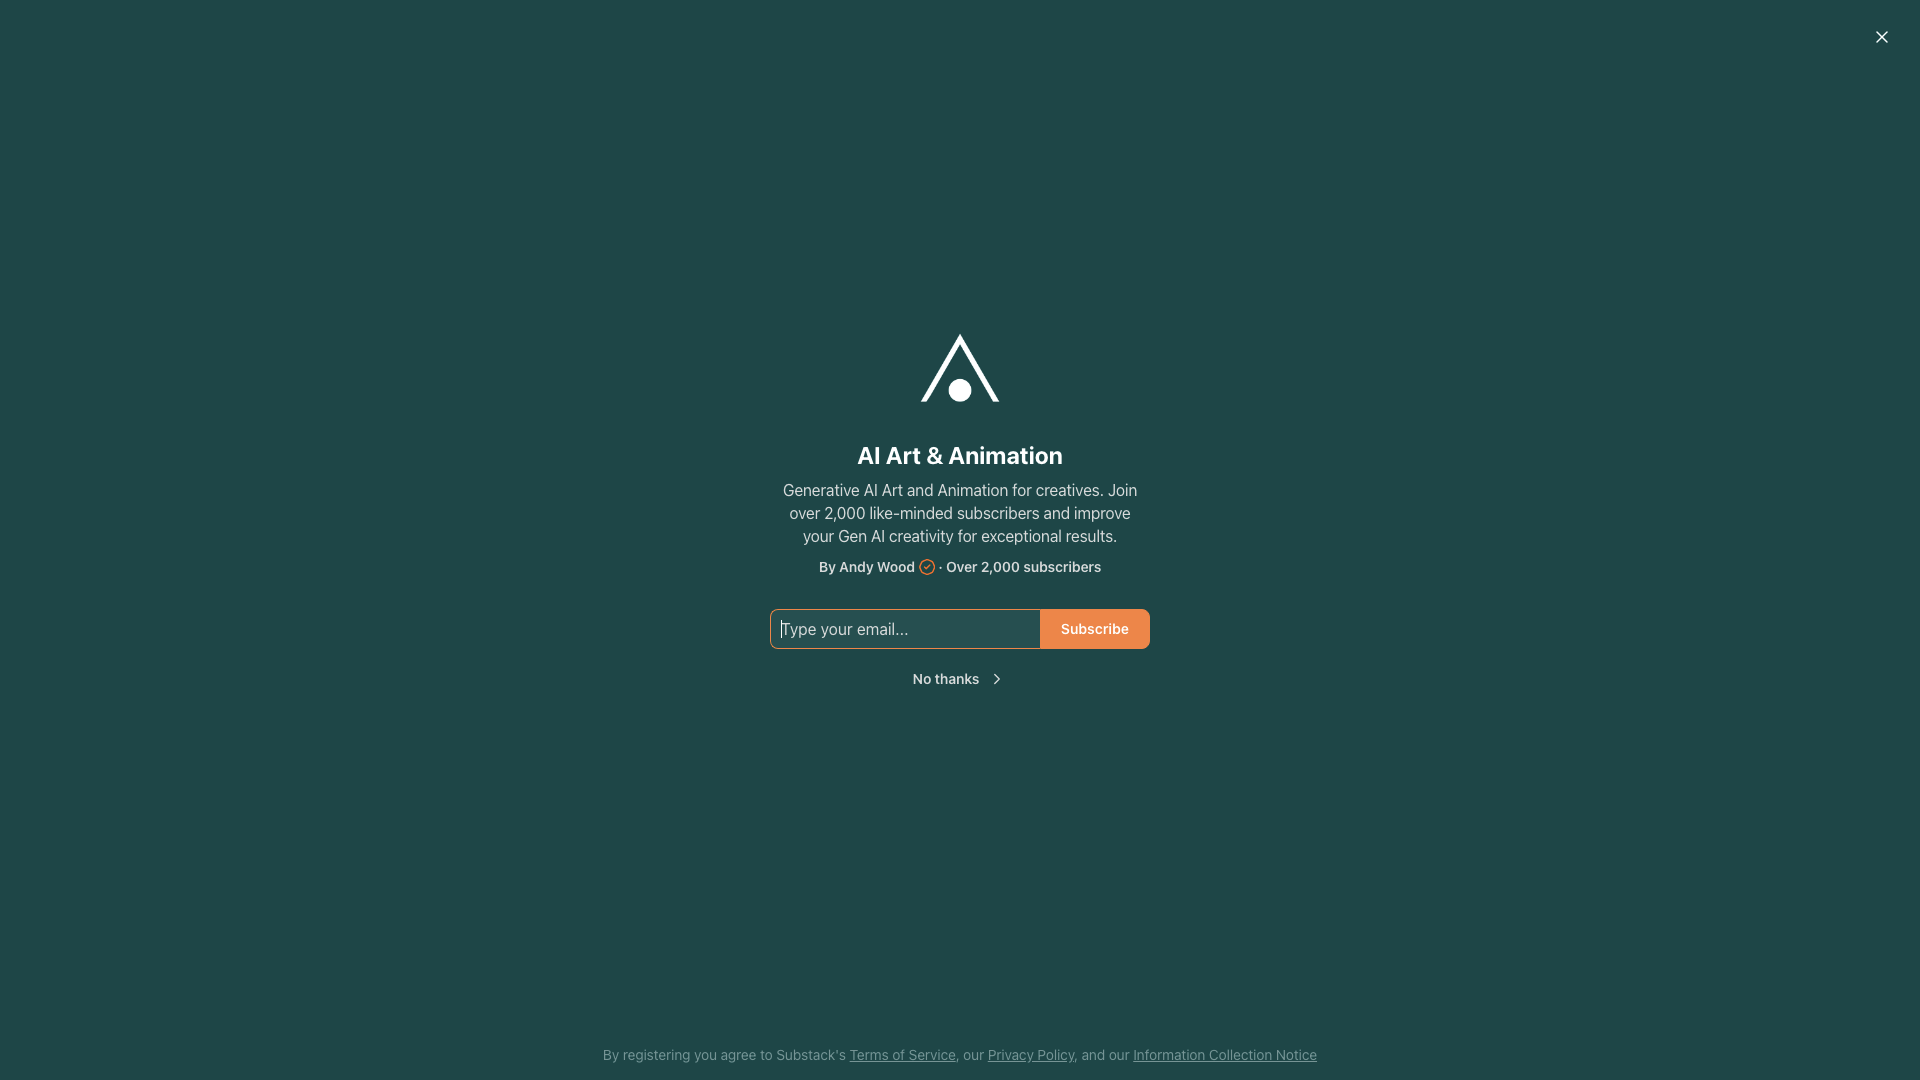 AI Art & Animation
Generative AI Art and Animation for creatives. Join
over 2,000 like-minded subscribers and improve
your Gen AI creativity for exceptional results.
By Andy Wood · Over 2,000 subscribers
Type your email...
Subscribe
No thanks
By registering you agree to Substack's Terms of Service, our Privacy Policy, and our Information Collection Notice